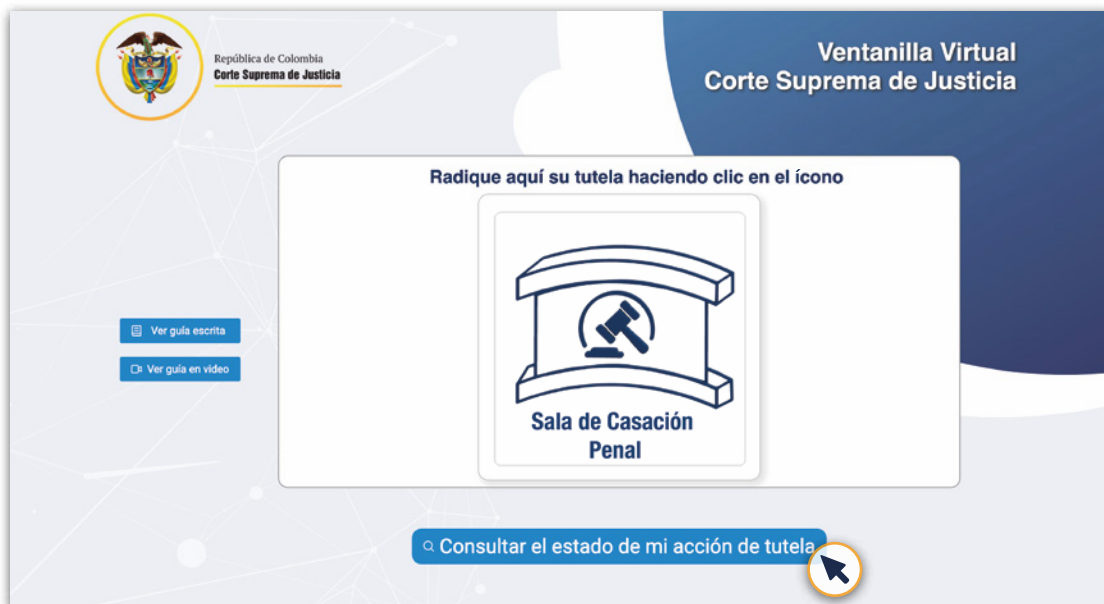 República de Colombia
Corte Suprema de Justicia
Ventanilla Virtual
Corte Suprema de Justicia
Radique aquí su tutela haciendo clic en el ícono
Sala de Casación
Penal
Ver guía escrita
Ver guía en video
Consultar el estado de mi acción de tutela